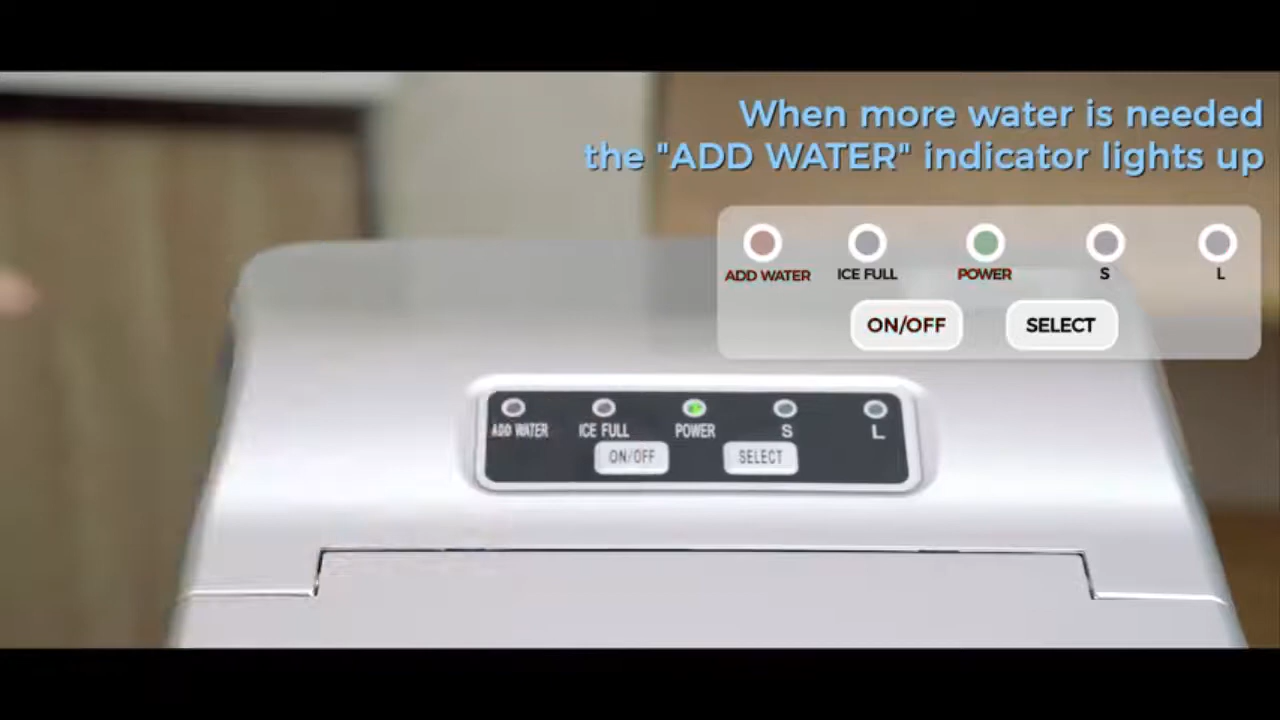 When more water is needed
the "ADD WATER" indicator lights up
ADD WATER ICE FULL POWER S L
ON/OFF SELECT
ADD WATER ICE FULL POWER S L
ON/OFF SELECT